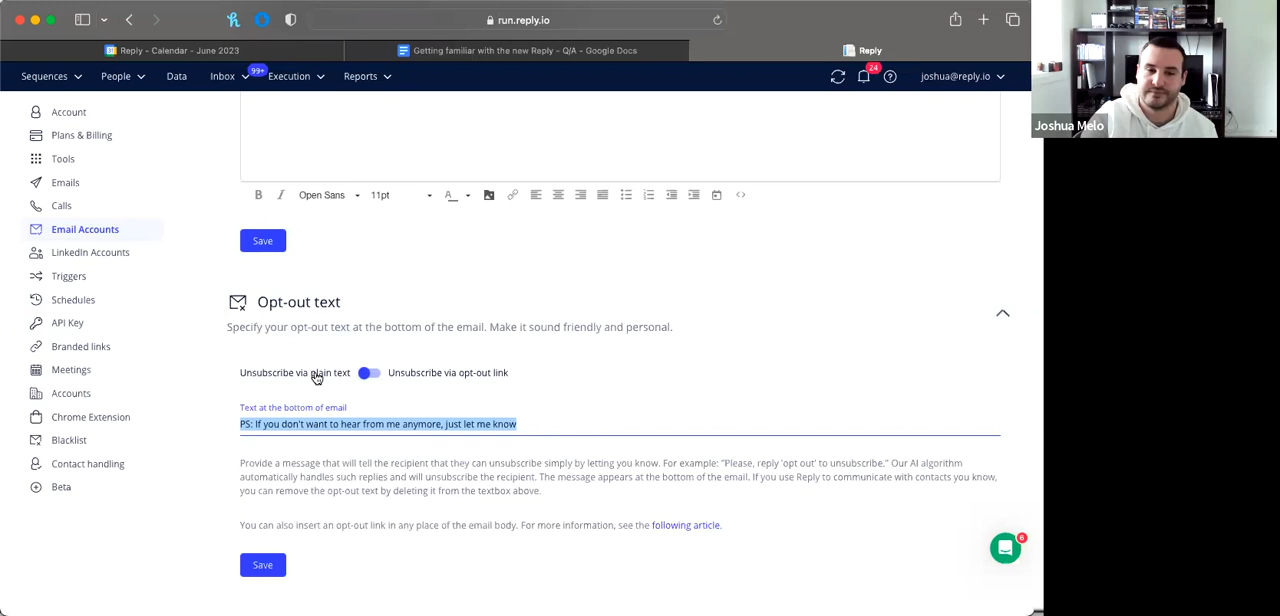 run.reply.io
Reply - Calendar - June 2023
Getting familiar with the new Reply - Q/A - Google Docs
Reply
Sequences People Data Inbox 99+ Execution Reports 24 joshua@reply.io
Joshua Melo
Account
Plans & Billing
Tools
Emails
Calls
Email Accounts
LinkedIn Accounts
Triggers
Schedules
API Key
Branded links
Meetings
Accounts
Chrome Extension
Blacklist
Contact handling
Beta
B I Open Sans 11pt A
Save
Opt-out text
Specify your opt-out text at the bottom of the email. Make it sound friendly and personal.
Unsubscribe via plain text Unsubscribe via opt-out link
Text at the bottom of email
PS: If you don't want to hear from me anymore, just let me know
Provide a message that will tell the recipient that they can unsubscribe simply by letting you know. For example: "Please, reply 'opt out' to unsubscribe." Our AI algorithm
automatically handles such replies and will unsubscribe the recipient. The message appears at the bottom of the email. If you use Reply to communicate with contacts you know,
you can remove the opt-out text by deleting it from the textbox above.
You can also insert an opt-out link in any place of the email body. For more information, see the following article.
Save
6